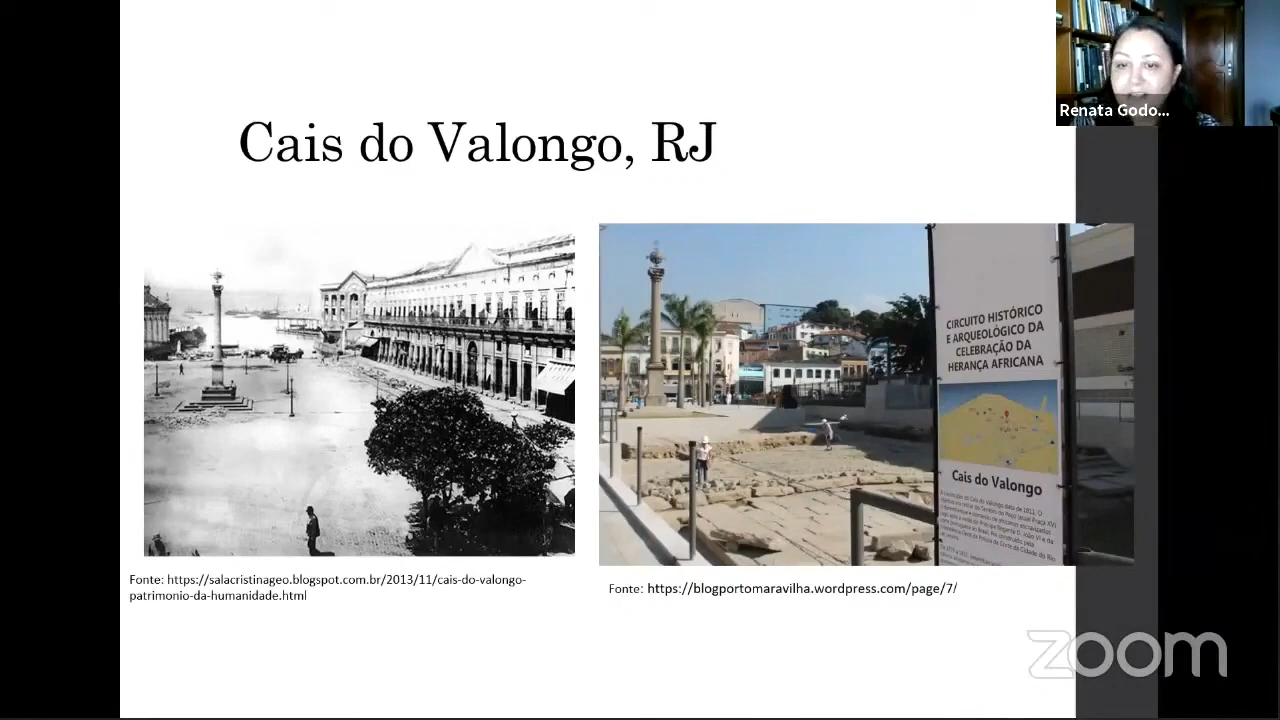 Cais do Valongo, RJ
Renata Godo...
CIRCUITO HISTÓRICO
E ARQUEOLÓGICO DA
CELEBRAÇÃO DA
HERANÇA AFRICANA
Cais do Valongo
Fonte: https://salacristinageo.blogspot.com.br/2013/11/cais-do-valongo-
patrimonio-da-humanidade.html
Fonte: https://blogportomaravilha.wordpress.com/page/7/
zoom